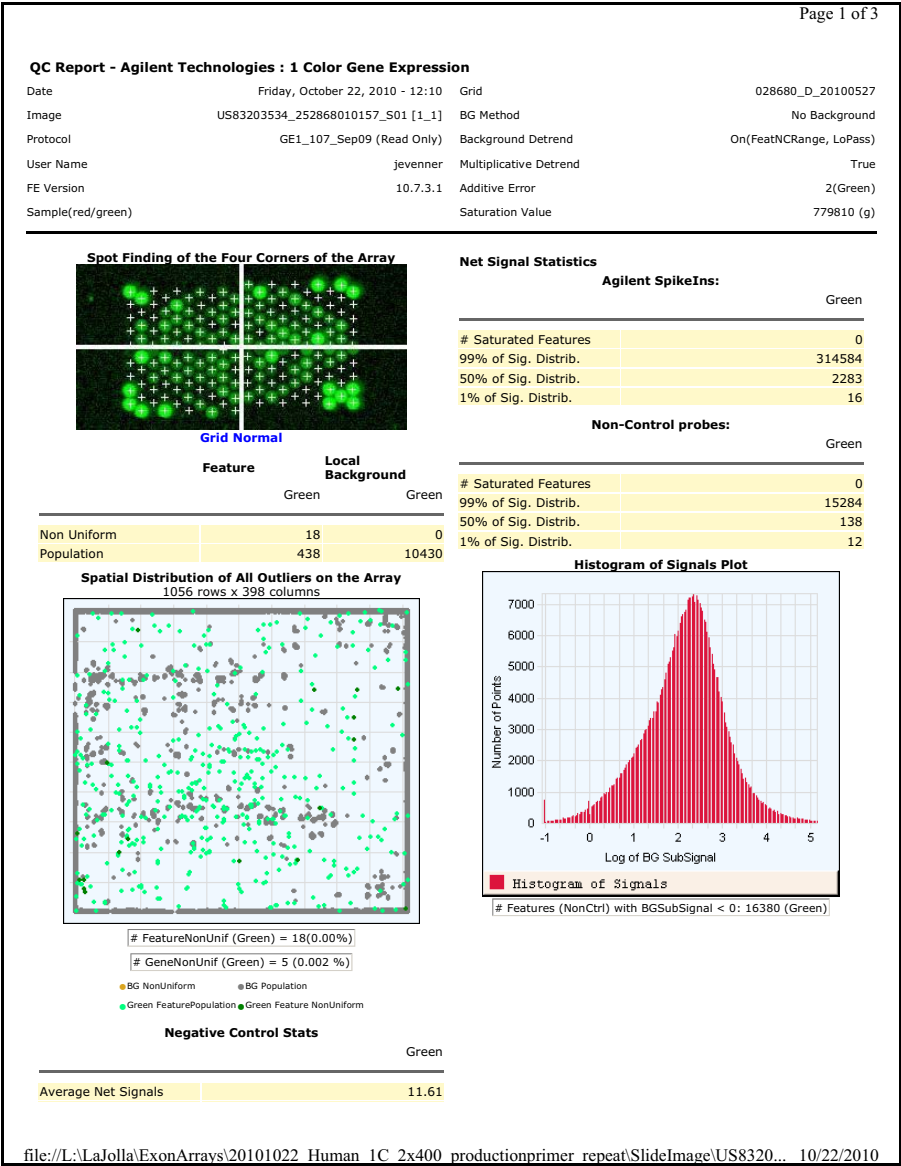 Page 1 of 3
QC Report - Agilent Technologies : 1 Color Gene Expression
Date Friday, October 22, 2010 - 12:10 Grid 028680_D_20100527
Image US83203534_252868010157_S01 [1_1] BG Method No Background
Protocol GE1_107_Sep09 (Read Only) Background Detrend On(FeatNCRange, LoPass)
User Name jevenner Multiplicative Detrend True
FE Version 10.7.3.1 Additive Error 2(Green)
Sample(red/green) Saturation Value 779810 (g)
Spot Finding of the Four Corners of the Array
Grid Normal
Feature Local Background
Green Green
Non Uniform 18 0
Population 438 10430
Spatial Distribution of All Outliers on the Array
1056 rows x 398 columns
# FeatureNonUnif (Green) = 18(0.00%)
# GeneNonUnif (Green) = 5 (0.002 %)
BG NonUniform BG Population
Green FeaturePopulation Green Feature NonUniform
Negative Control Stats
Green
Average Net Signals 11.61
Net Signal Statistics
Agilent SpikeIns:
Green
# Saturated Features 0
99% of Sig. Distrib. 314584
50% of Sig. Distrib. 2283
1% of Sig. Distrib. 16
Non-Control probes:
Green
# Saturated Features 0
99% of Sig. Distrib. 15284
50% of Sig. Distrib. 138
1% of Sig. Distrib. 12
Histogram of Signals Plot
Number of Points
7000
6000
5000
4000
3000
2000
1000
0
-1 0 1 2 3 4 5
Log of BG SubSignal
Histogram of Signals
# Features (NonCtrl) with BGSubSignal < 0: 16380 (Green)
file://L:\LaJolla\ExonArrays\20101022_Human_1C_2x400_productionprimer_repeat\SlideImage\US8320... 10/22/2010